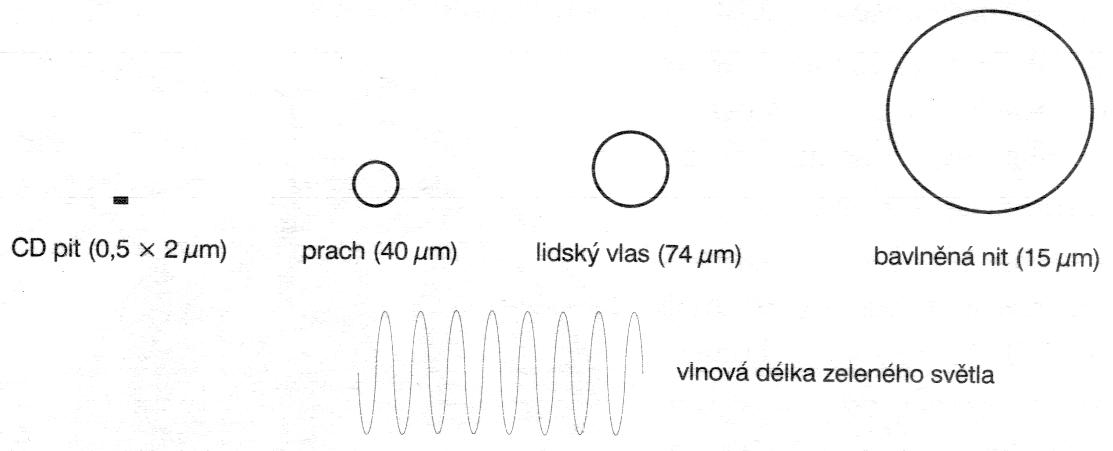 CD pit (0,5 × 2 μm)
prach (40 μm)
lidský vlas (74 μm)
bavlněná nit (15 μm)
vlnová délka zeleného světla